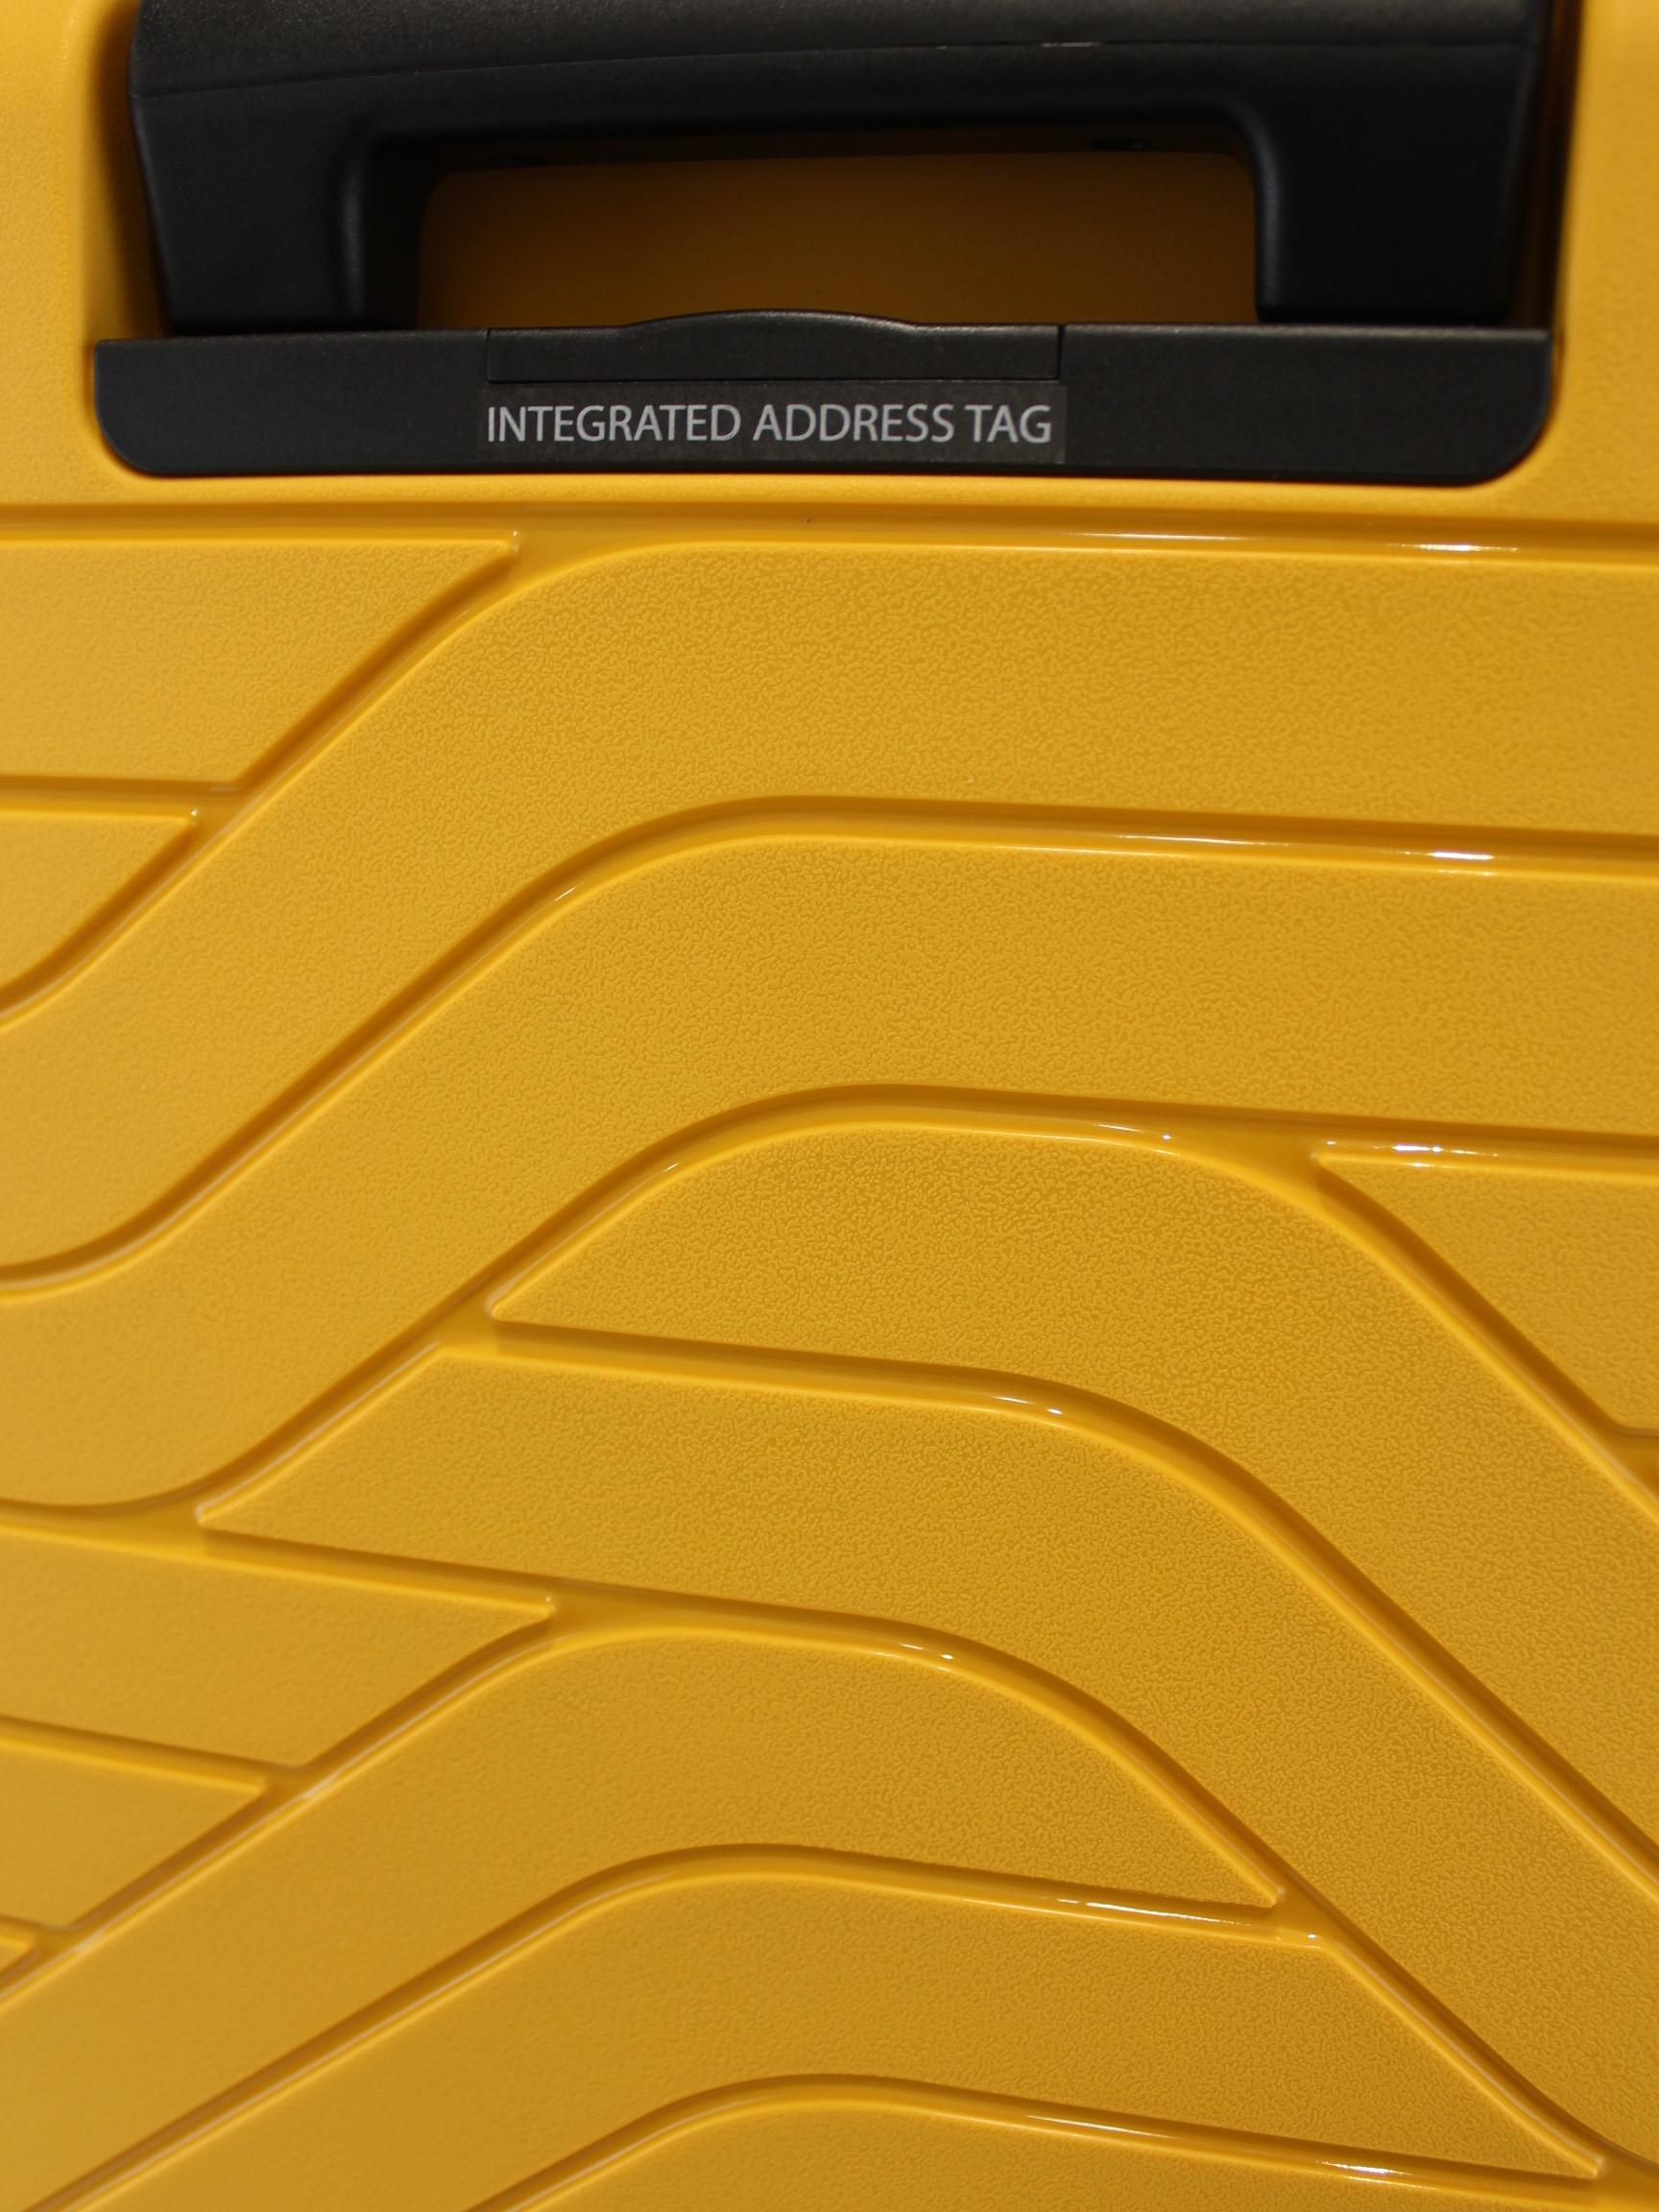 INTEGRATED ADDRESS TAG